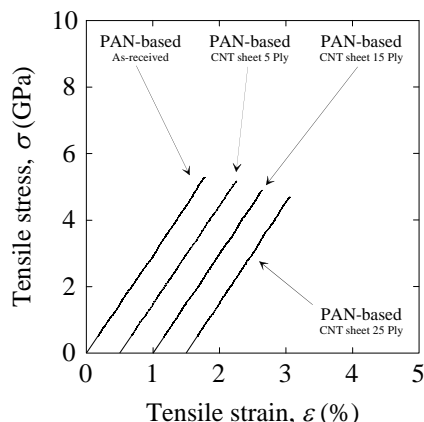 10
8
6
4
2
0
Tensile stress, σ (GPa)
PAN-based
As-received
PAN-based
CNT sheet 5 Ply
PAN-based
CNT sheet 15 Ply
PAN-based
CNT sheet 25 Ply
0 1 2 3 4 5
Tensile strain, ε (%)